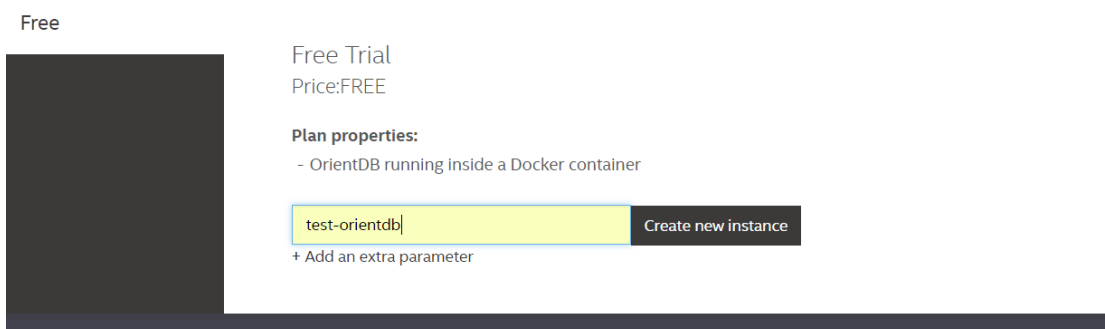 Free
Free Trial
Price:FREE
Plan properties:
- OrientDB running inside a Docker container
test-orientdb
Create new instance
+ Add an extra parameter